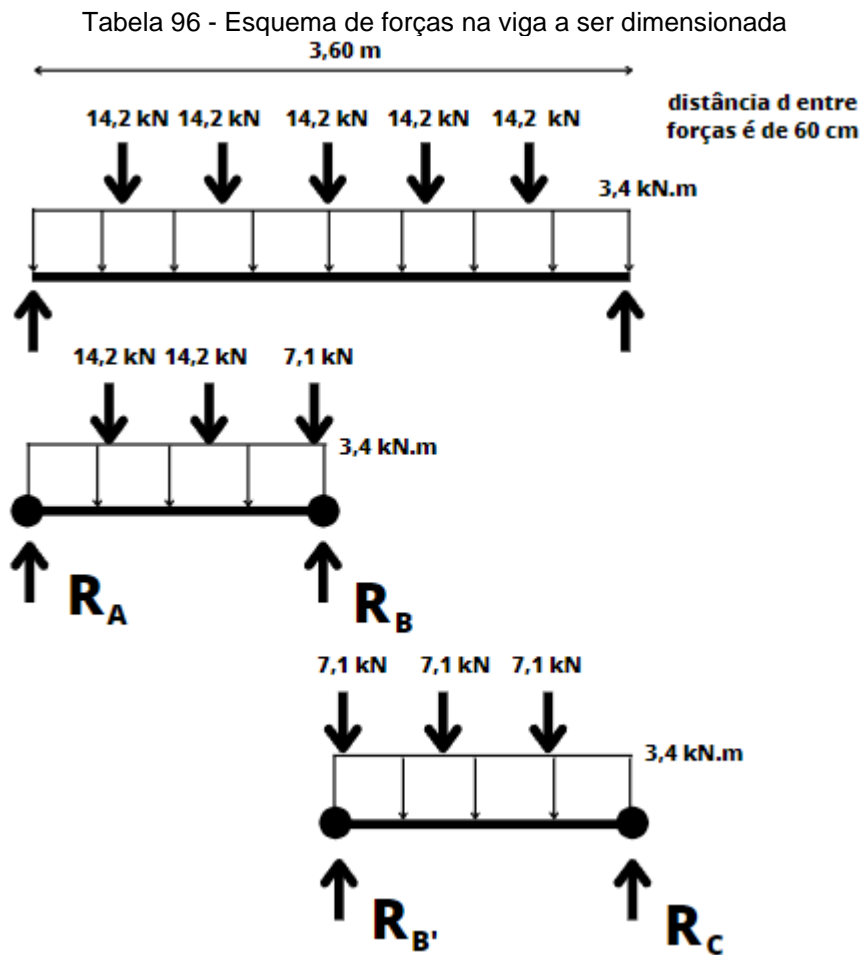 Tabela 96 - Esquema de forças na viga a ser dimensionada
3,60 m
distância d entre
forças é de 60 cm
14,2 kN 14,2 kN 14,2 kN 14,2 kN 14,2 kN
3,4 kN.m
14,2 kN 14,2 kN 7,1 kN
3,4 kN.m
RA RB
7,1 kN 7,1 kN 7,1 kN
3,4 kN.m
RB' RC